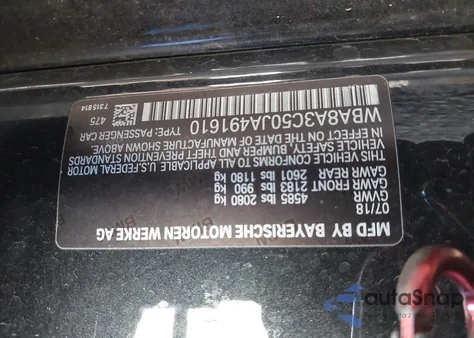 MFD BY BAYERISCHE MOTOREN WERKE AG
07/18
GVWR 4585 lbs 2080 kg
GAWR FRONT 2183 lbs 990 kg
GAWR REAR 2601 lbs 1180 kg
THIS VEHICLE CONFORMS TO ALL APPLICABLE U.S. FEDERAL MOTOR
VEHICLE SAFETY, BUMPER AND THEFT PREVENTION STANDARDS
IN EFFECT ON THE DATE OF MANUFACTURE SHOWN ABOVE.
WBA8A3C50JA491610 TYPE: PASSENGER CAR
475
7315814
autoSnap